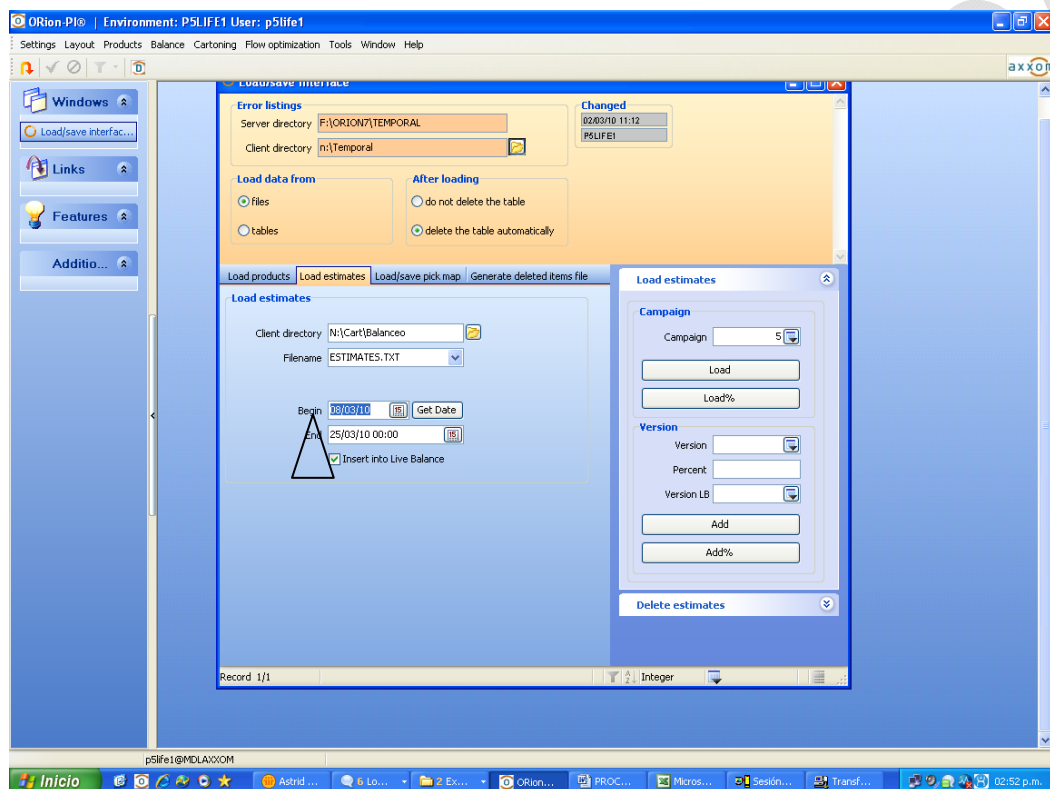 ORion-PI® | Environment: P5LIFE1 User: p5life1
Settings Layout Products Balance Cartoning Flow optimization Tools Window Help
axxom
Windows
Load/save interfac...
Links
Features
Additio...
Load/save interface
Error listings
Server directory F:\ORION7\TEMPORAL
Client directory n:\Temporal
Changed
02/03/10 11:12
P5LIFE1
Load data from
files
tables
After loading
do not delete the table
delete the table automatically
Load products Load estimates Load/save pick map Generate deleted items file
Load estimates
Client directory N:\Cart\Balanceo
Filename ESTIMATES.TXT
Begin 08/03/10 15 Get Date
End 25/03/10 00:00 15
Insert into Live Balance
Load estimates
Campaign
Campaign 5
Load
Load%
Version
Version
Percent
Version LB
Add
Add%
Delete estimates
Record 1/1
Integer
p5life1@MDLAXXOM
Inicio Astrid ... 6 Lo... 2 Ex... ORion... PROC... Micros... Sesión... Transf... 02:52 p.m.